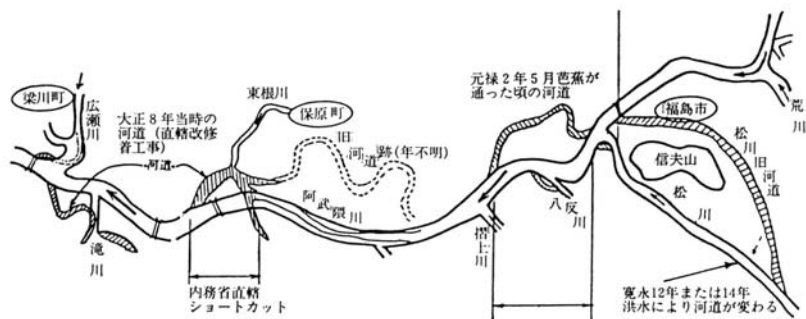 梁川町
広瀬川
大正8年当時の
河道（直轄改修
着工事）
河道
滝川
東根川
保原町
旧河道跡(年不明)
阿武隈川
内務省直轄
ショートカット
元禄2年5月芭蕉が
通った頃の河道
摺上川
八反川
福島市
信夫山
松川
松川旧河道
荒川
寛永12年または14年
洪水により河道が変わる